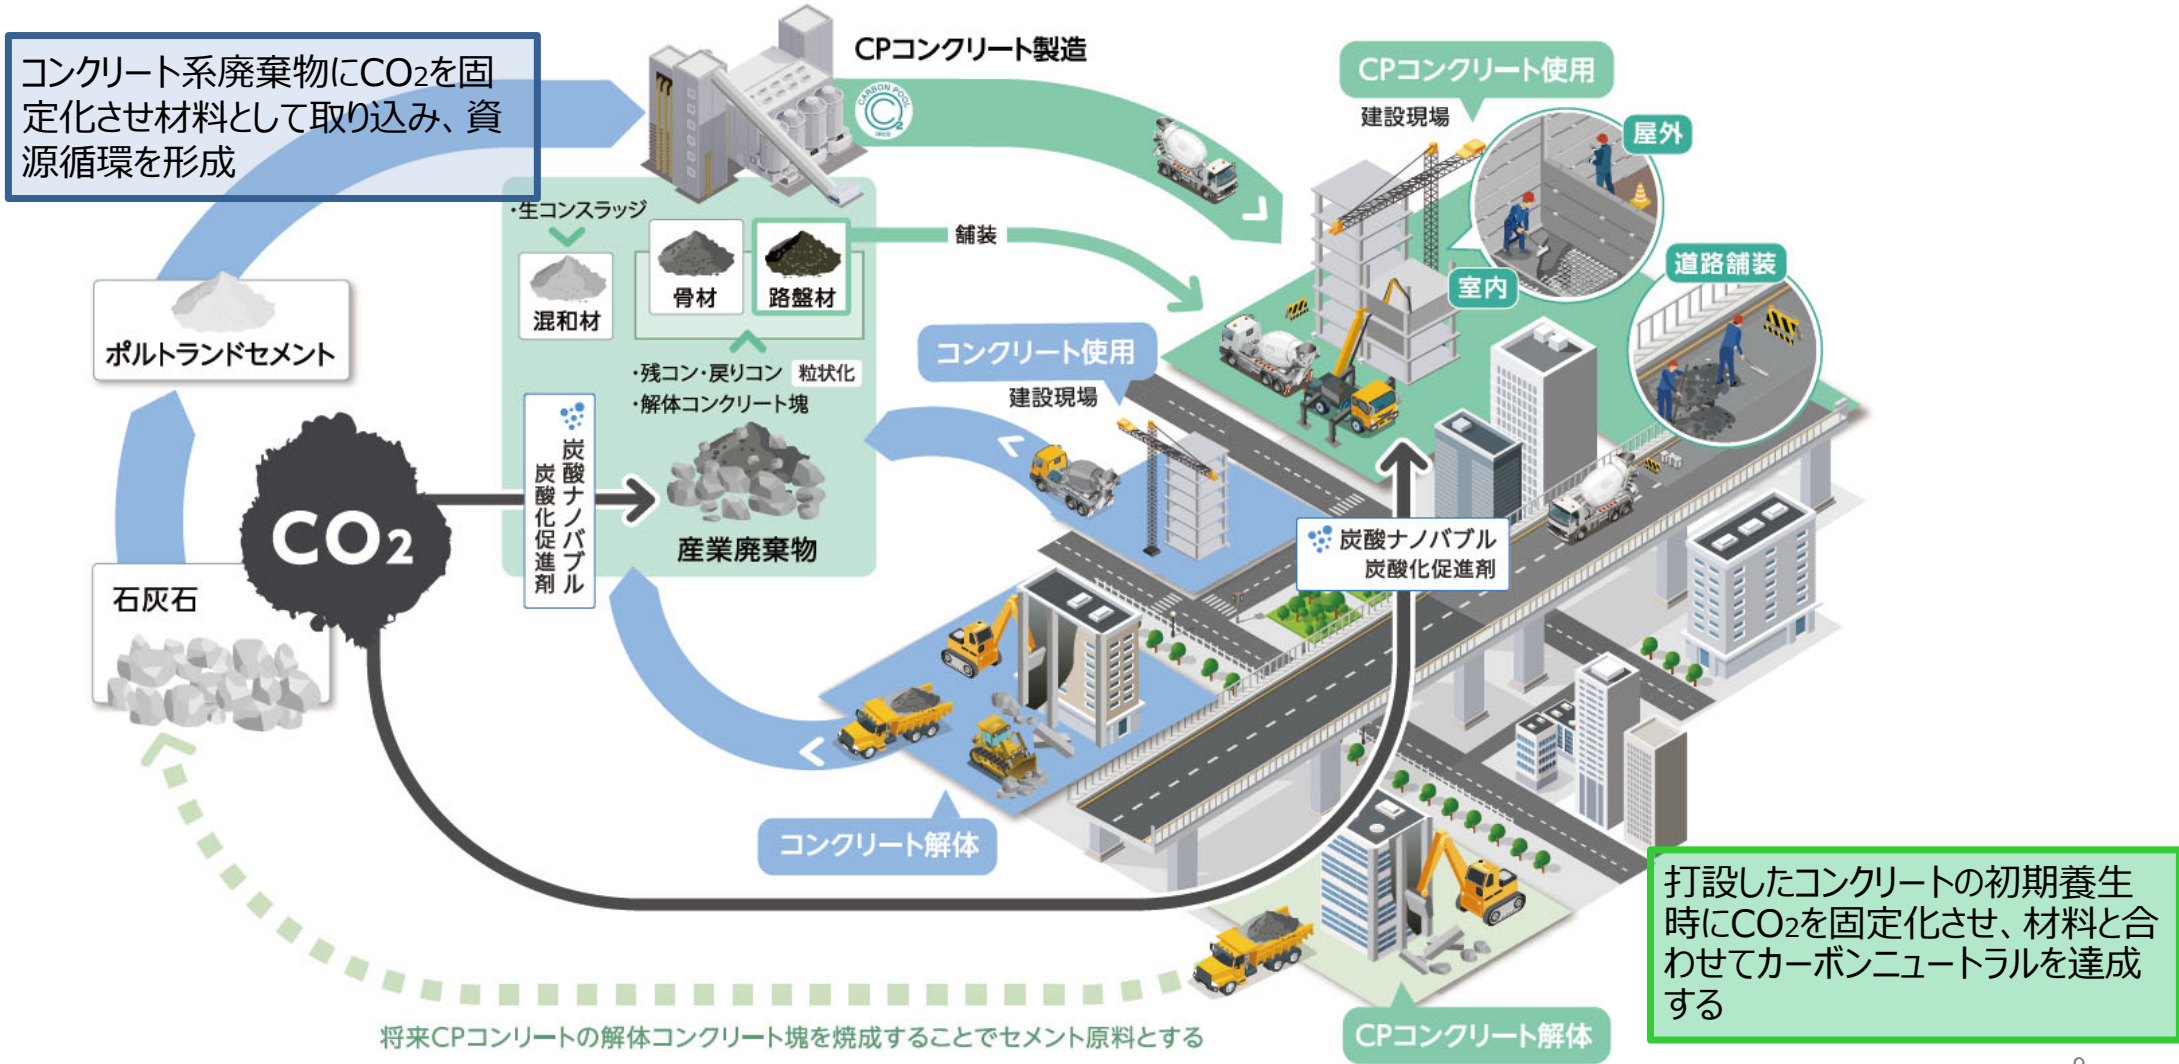 コンクリート系廃棄物にCO2を固
定化させ材料として取り込み、資
源循環を形成
CPコンクリート製造
CARBON POOL
CPコンクリート使用
建設現場
屋外
室内
道路舗装
・生コンスラッジ
混和材
骨材
路盤材
舗装
・残コン・戻りコン 粒状化
・解体コンクリート塊
産業廃棄物
炭酸ナノバブル
炭酸化促進剤
ポルトランドセメント
CO2
石灰石
コンクリート使用
建設現場
炭酸ナノバブル
炭酸化促進剤
コンクリート解体
打設したコンクリートの初期養生
時にCO2を固定化させ、材料と合
わせてカーボンニュートラルを達成
する
CPコンクリート解体
将来CPコンリートの解体コンクリート塊を焼成することでセメント原料とする